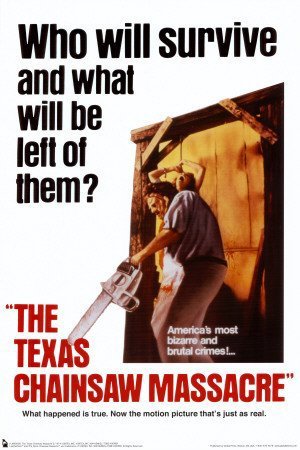 Who will survive
and what
will be
left of
them?
America's most
bizarre and
brutal crimes!...
"THE
TEXAS
CHAINSAW MASSACRE"
What happened is true. Now the motion picture that's just as real.